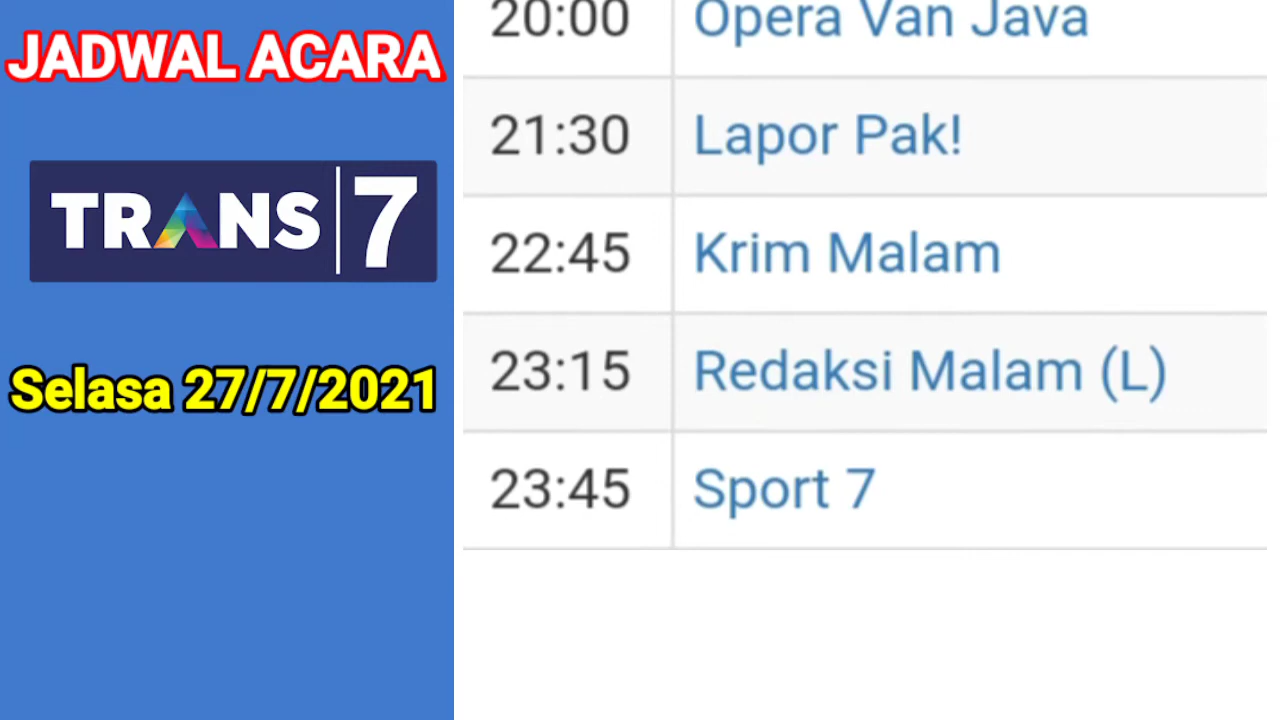 JADWAL ACARA
TRANS|7
Selasa 27/7/2021
20:00 Opera Van Java
21:30 Lapor Pak!
22:45 Krim Malam
23:15 Redaksi Malam (L)
23:45 Sport 7